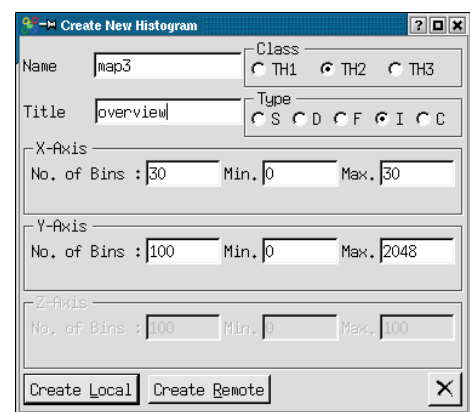 Create New Histogram
Class
Name map3 TH1 TH2 TH3
Type
Title overview S D F I C
X-Axis
No. of Bins : 30 Min. 0 Max. 30
Y-Axis
No. of Bins : 100 Min. 0 Max. 2048
Z-Axis
No. of Bins : 100 Min. 0 Max. 100
Create Local Create Remote